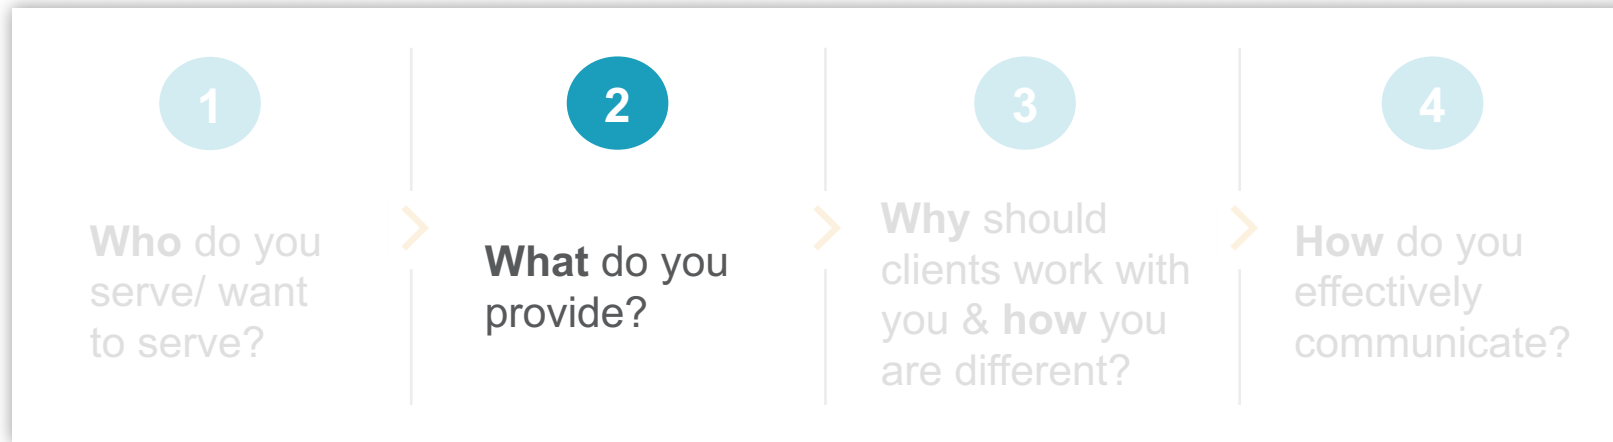 1
Who do you
serve/ want
to serve?
2
What do you
provide?
3
Why should
clients work with
you & how you
are different?
4
How do you
effectively
communicate?